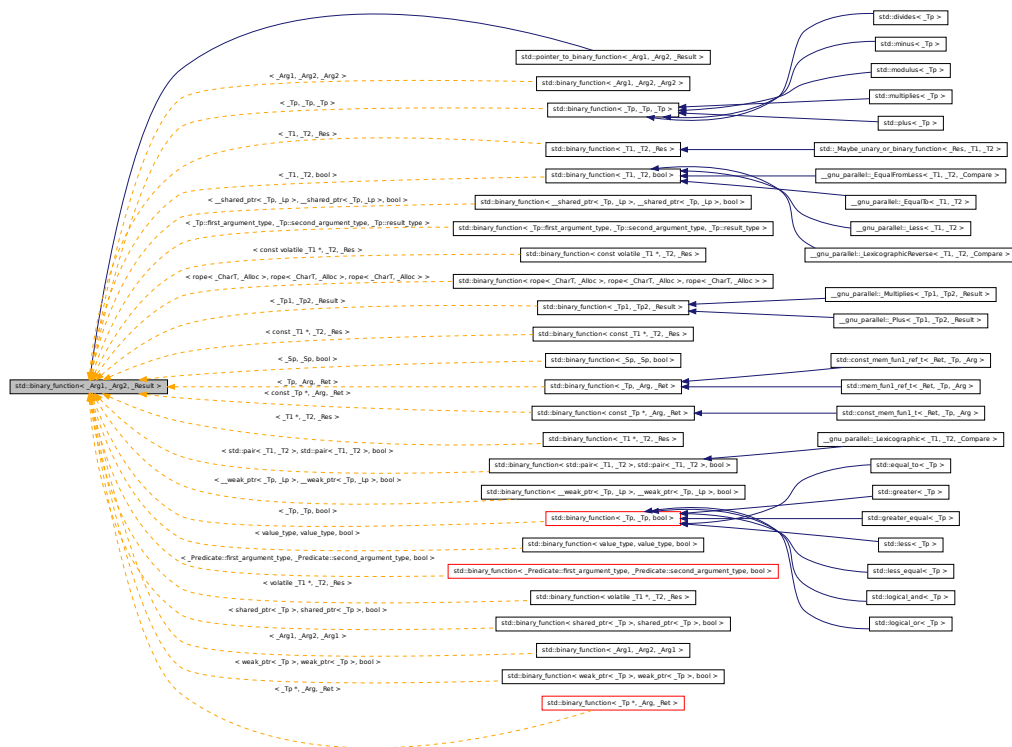 std::divides< _Tp >
std::minus< _Tp >
std::pointer_to_binary_function< _Arg1, _Arg2, _Result >
std::modulus< _Tp >
< _Arg1, _Arg2, _Arg2 >
std::binary_function< _Arg1, _Arg2, _Arg2 >
std::multiplies< _Tp >
< _Tp, _Tp, _Tp >
std::binary_function< _Tp, _Tp, _Tp >
std::plus< _Tp >
< _T1, _T2, _Res >
std::binary_function< _T1, _T2, _Res >
std::_Maybe_unary_or_binary_function< _Res, _T1, _T2 >
< _T1, _T2, bool >
std::binary_function< _T1, _T2, bool >
__gnu_parallel::_EqualFromLess< _T1, _T2, _Compare >
< __shared_ptr< _Tp, _Lp >, __shared_ptr< _Tp, _Lp >, bool >
std::binary_function< __shared_ptr< _Tp, _Lp >, __shared_ptr< _Tp, _Lp >, bool >
__gnu_parallel::_EqualTo< _T1, _T2 >
< _Tp::first_argument_type, _Tp::second_argument_type, _Tp::result_type >
std::binary_function< _Tp::first_argument_type, _Tp::second_argument_type, _Tp::result_type >
__gnu_parallel::_Less< _T1, _T2 >
< const volatile _T1 *, _T2, _Res >
std::binary_function< const volatile _T1 *, _T2, _Res >
__gnu_parallel::_LexicographicReverse< _T1, _T2, _Compare >
< rope< _CharT, _Alloc >, rope< _CharT, _Alloc >, rope< _CharT, _Alloc > >
std::binary_function< rope< _CharT, _Alloc >, rope< _CharT, _Alloc >, rope< _CharT, _Alloc > >
__gnu_parallel::_Multiplies< _Tp1, _Tp2, _Result >
< _Tp1, _Tp2, _Result >
std::binary_function< _Tp1, _Tp2, _Result >
__gnu_parallel::_Plus< _Tp1, _Tp2, _Result >
< const _T1 *, _T2, _Res >
std::binary_function< const _T1 *, _T2, _Res >
< _Sp, _Sp, bool >
std::binary_function< _Sp, _Sp, bool >
std::const_mem_fun1_ref_t< _Ret, _Tp, _Arg >
std::binary_function< _Arg1, _Arg2, _Result >
< _Tp, _Arg, _Ret >
std::binary_function< _Tp, _Arg, _Ret >
std::mem_fun1_ref_t< _Ret, _Tp, _Arg >
< const _Tp *, _Arg, _Ret >
std::binary_function< const _Tp *, _Arg, _Ret >
std::const_mem_fun1_t< _Ret, _Tp, _Arg >
< _T1 *, _T2, _Res >
std::binary_function< _T1 *, _T2, _Res >
__gnu_parallel::_Lexicographic< _T1, _T2, _Compare >
< std::pair< _T1, _T2 >, std::pair< _T1, _T2 >, bool >
std::binary_function< std::pair< _T1, _T2 >, std::pair< _T1, _T2 >, bool >
std::equal_to< _Tp >
< __weak_ptr< _Tp, _Lp >, __weak_ptr< _Tp, _Lp >, bool >
std::binary_function< __weak_ptr< _Tp, _Lp >, __weak_ptr< _Tp, _Lp >, bool >
std::greater< _Tp >
< _Tp, _Tp, bool >
std::binary_function< _Tp, _Tp, bool >
std::greater_equal< _Tp >
< value_type, value_type, bool >
std::binary_function< value_type, value_type, bool >
std::less< _Tp >
< _Predicate::first_argument_type, _Predicate::second_argument_type, bool >
std::binary_function< _Predicate::first_argument_type, _Predicate::second_argument_type, bool >
std::less_equal< _Tp >
< volatile _T1 *, _T2, _Res >
std::binary_function< volatile _T1 *, _T2, _Res >
std::logical_and< _Tp >
< shared_ptr< _Tp >, shared_ptr< _Tp >, bool >
std::binary_function< shared_ptr< _Tp >, shared_ptr< _Tp >, bool >
std::logical_or< _Tp >
< _Arg1, _Arg2, _Arg1 >
std::binary_function< _Arg1, _Arg2, _Arg1 >
< weak_ptr< _Tp >, weak_ptr< _Tp >, bool >
std::binary_function< weak_ptr< _Tp >, weak_ptr< _Tp >, bool >
< _Tp *, _Arg, _Ret >
std::binary_function< _Tp *, _Arg, _Ret >